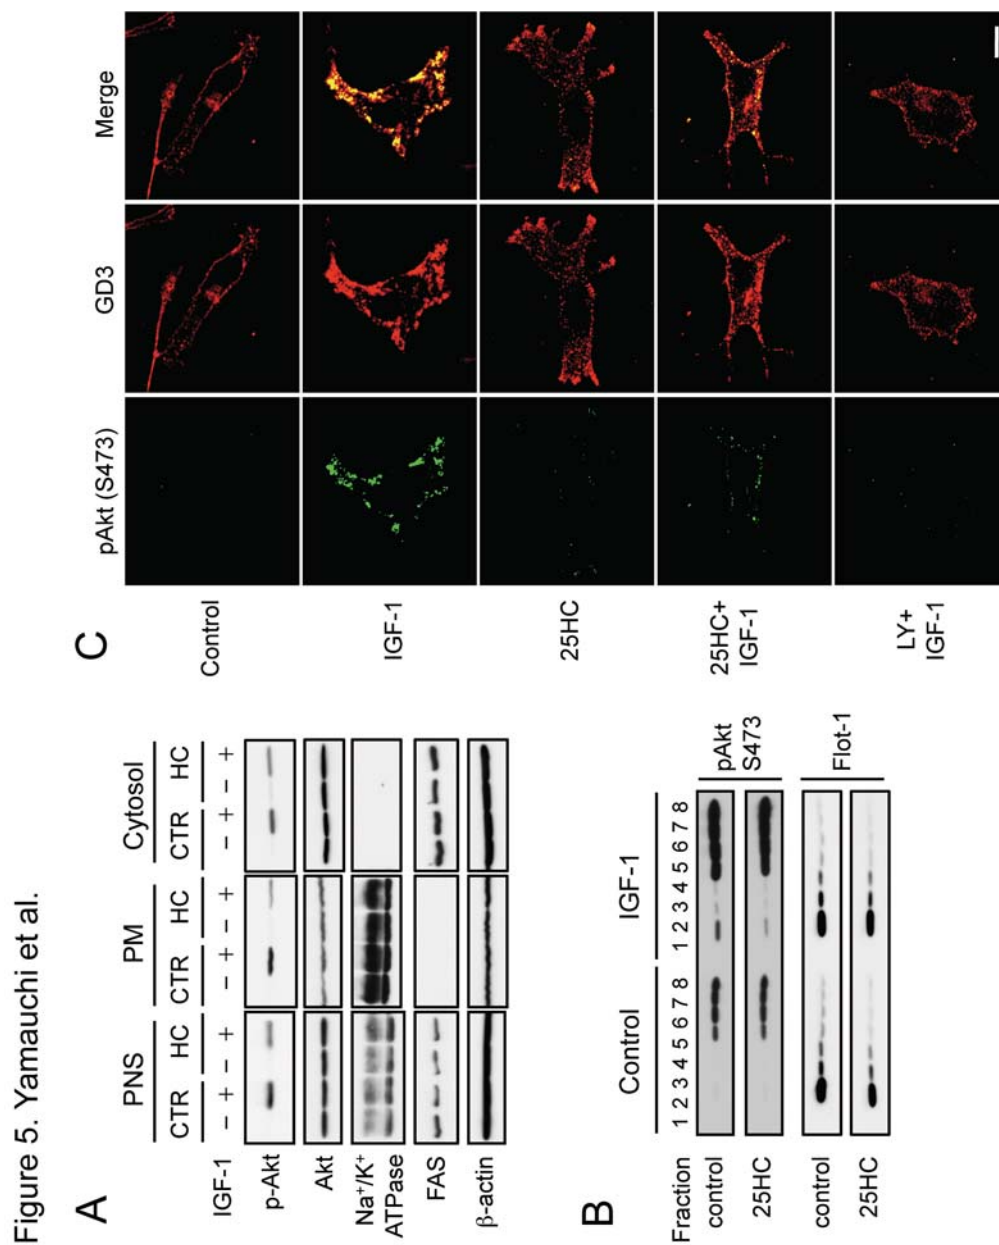 Figure 5. Yamauchi et al.
A
PNS PM Cytosol
CTR HC CTR HC CTR HC
IGF-1 − + − + − + − + − + − +
p-Akt
Akt
Na⁺/K⁺
ATPase
FAS
β-actin
B
Control IGF-1
Fraction 1 2 3 4 5 6 7 8 1 2 3 4 5 6 7 8
control
25HC
pAkt
S473
control
25HC
Flot-1
C
pAkt (S473) GD3 Merge
Control
IGF-1
25HC
25HC+
IGF-1
LY+
IGF-1